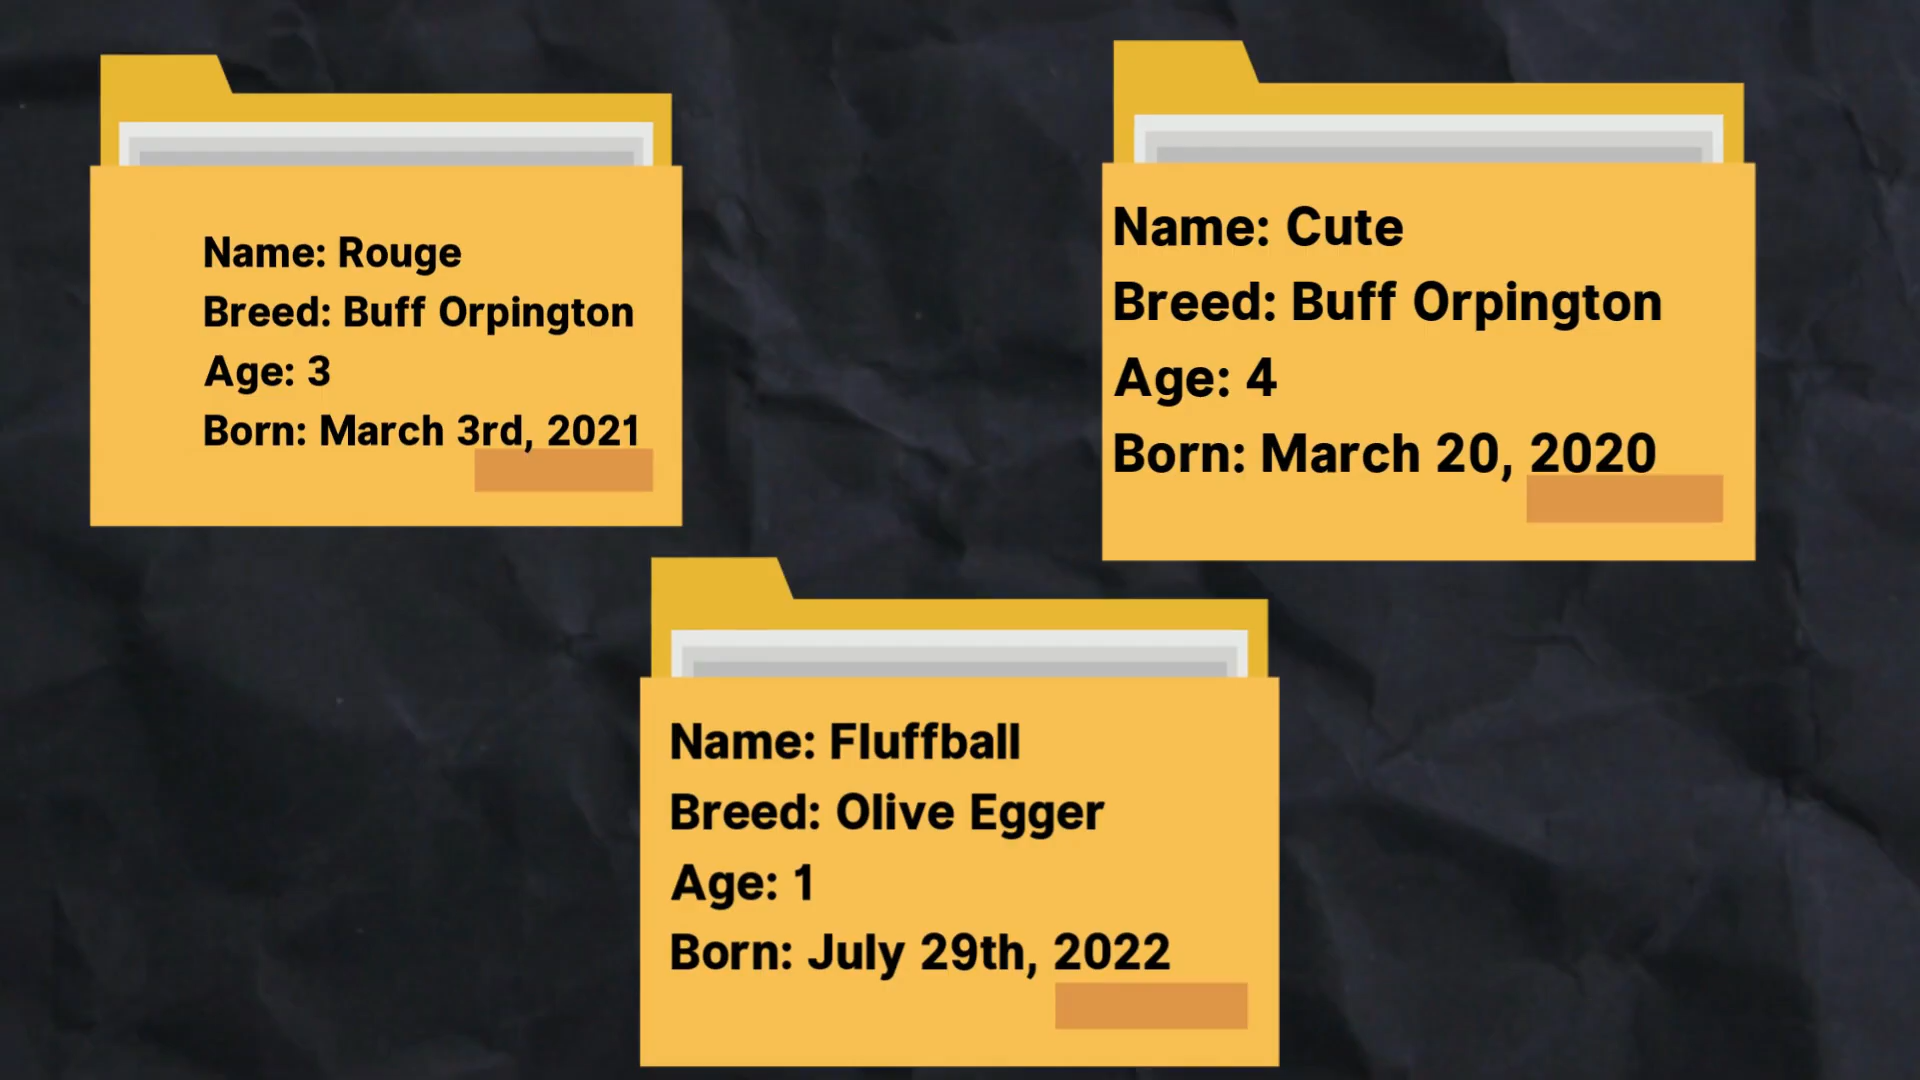 Name: Rouge
Breed: Buff Orpington
Age: 3
Born: March 3rd, 2021
Name: Cute
Breed: Buff Orpington
Age: 4
Born: March 20, 2020
Name: Fluffball
Breed: Olive Egger
Age: 1
Born: July 29th, 2022